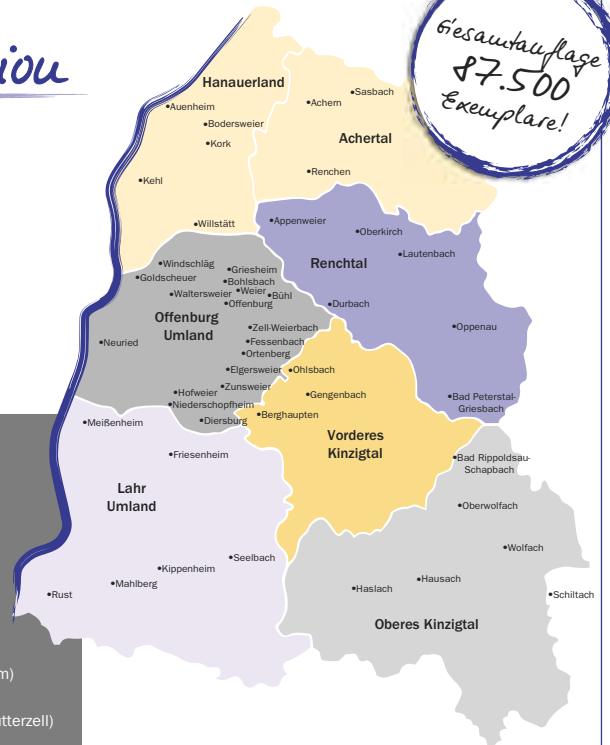 Gesamtauflage
87.500
Exemplare!
Hanauerland
•Auenheim
•Bodersweier
•Kork
•Kehl
•Willstätt
•Sasbach
•Achern
Achertal
•Renchen
•Appenweier
•Oberkirch
•Lautenbach
Renchtal
•Durbach
•Oppenau
•Bad Peterstal-
Griesbach
•Windschläg
•Goldscheuer
•Griesheim
•Bohlsbach
•Waltersweier
•Weier
•Bühl
•Offenburg
Offenburg
Umland
•Zell-Weierbach
•Neuried
•Fessenbach
•Ortenberg
•Elgersweier
•Zunsweier
•Hofweier
•Niederschopfheim
•Diersburg
•Ohlsbach
•Gengenbach
•Berghaupten
Vorderes
Kinzigtal
•Meißenheim
•Friesenheim
Lahr
Umland
•Seelbach
•Kippenheim
•Mahlberg
•Rust
•Bad Rippoldsau-
Schapbach
•Oberwolfach
•Wolfach
•Hausach
•Haslach
•Schiltach
Oberes Kinzigtal
m)
tterzell)